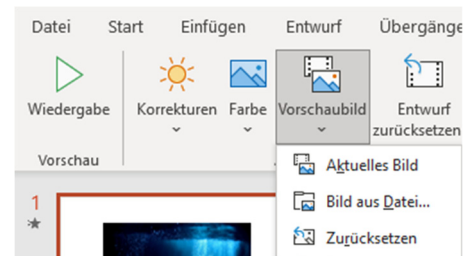 Datei Start Einfügen Entwurf Übergänge
Wiedergabe Korrekturen Farbe Vorschaubild Entwurf
zurücksetzen
Vorschau
Aktuelles Bild
1
Bild aus Datei...
Zurücksetzen